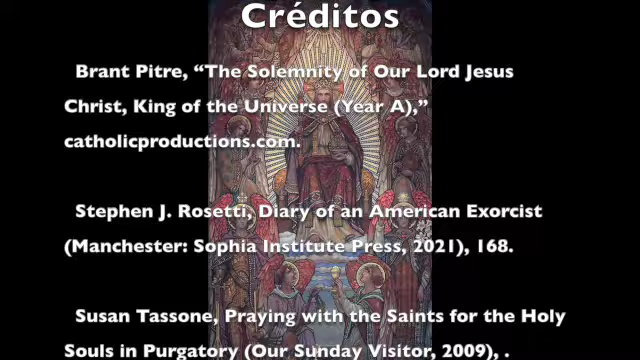 Créditos
Brant Pitre, “The Solemnity of Our Lord Jesus
Christ, King of the Universe (Year A),”
catholicproductions.com.
Stephen J. Rosetti, Diary of an American Exorcist
(Manchester: Sophia Institute Press, 2021), 168.
Susan Tassone, Praying with the Saints for the Holy
Souls in Purgatory (Our Sunday Visitor, 2009), .